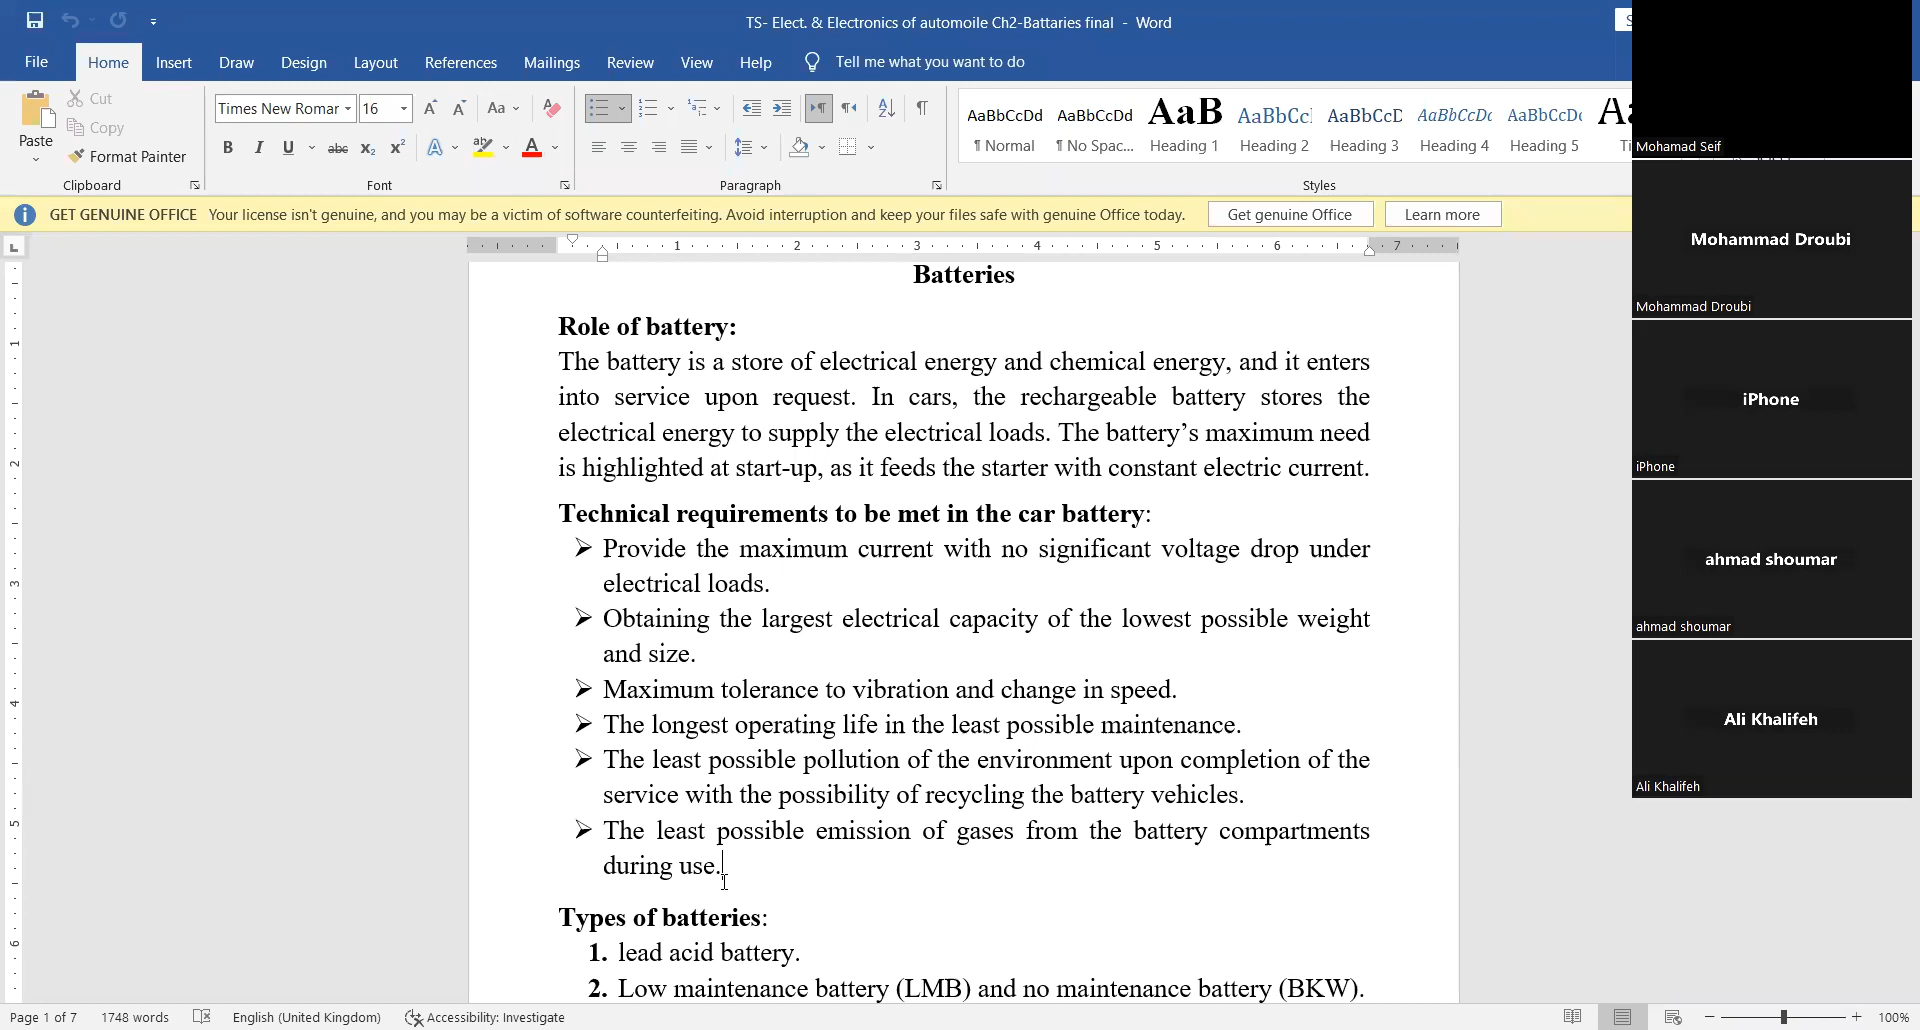 TS- Elect. & Electronics of automoile Ch2-Battaries final - Word
File Home Insert Draw Design Layout References Mailings Review View Help Tell me what you want to do
Paste
Cut
Copy
Format Painter
Clipboard
Times New Romar 16
Font
Paragraph
AaBbCcDd AaBbCcDd AaB AaBbCc AaBbCcD AaBbCcDc AaBbCcDc
¶ Normal ¶ No Spac... Heading 1 Heading 2 Heading 3 Heading 4 Heading 5
Styles
GET GENUINE OFFICE Your license isn't genuine, and you may be a victim of software counterfeiting. Avoid interruption and keep your files safe with genuine Office today. Get genuine Office Learn more
1 2 3 4 5 6 7
Batteries
Role of battery:
The battery is a store of electrical energy and chemical energy, and it enters
into service upon request. In cars, the rechargeable battery stores the
electrical energy to supply the electrical loads. The battery’s maximum need
is highlighted at start-up, as it feeds the starter with constant electric current.
Technical requirements to be met in the car battery:
➢ Provide the maximum current with no significant voltage drop under
electrical loads.
➢ Obtaining the largest electrical capacity of the lowest possible weight
and size.
➢ Maximum tolerance to vibration and change in speed.
➢ The longest operating life in the least possible maintenance.
➢ The least possible pollution of the environment upon completion of the
service with the possibility of recycling the battery vehicles.
➢ The least possible emission of gases from the battery compartments
during use.
Types of batteries:
1. lead acid battery.
2. Low maintenance battery (LMB) and no maintenance battery (BKW).
Mohamad Seif
Mohammad Droubi
Mohammad Droubi
iPhone
iPhone
ahmad shoumar
ahmad shoumar
Ali Khalifeh
Ali Khalifeh
Page 1 of 7 1748 words English (United Kingdom) Accessibility: Investigate 100%